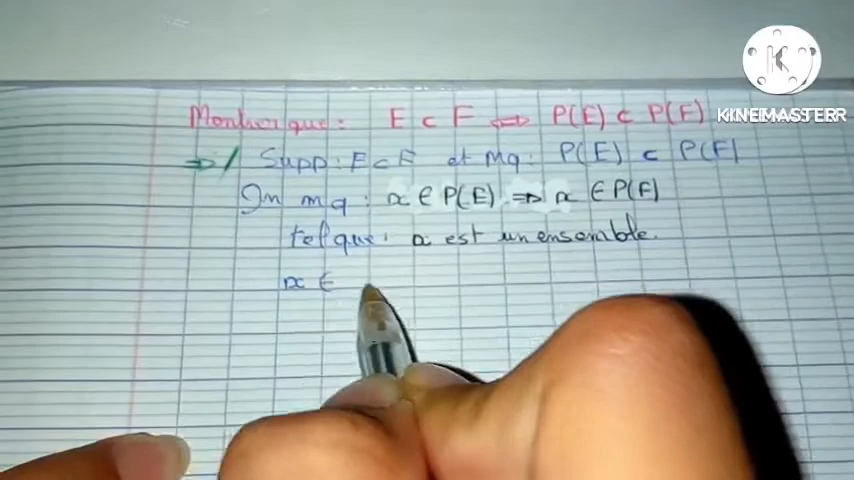 Montrer que : E ⊂ F ⟺ P(E) ⊂ P(F)
⇒/ Supp : E ⊂ F et Mq : P(E) ⊂ P(F)
On mq : x ∈ P(E) ⇒ x ∈ P(F)
tel que : x est un ensemble.
x ∈
K
KINEMASTER